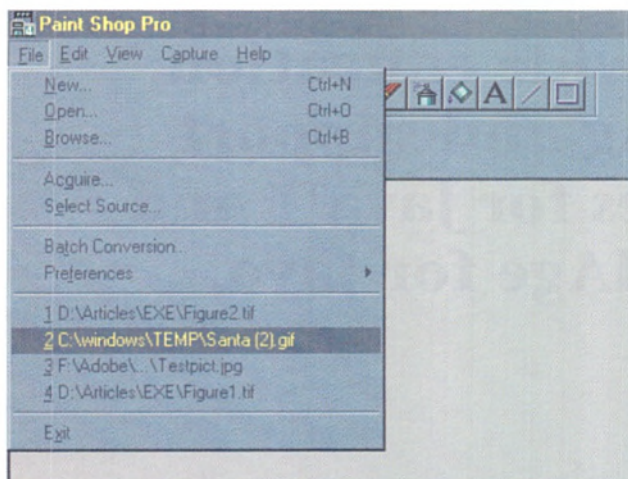 Paint Shop Pro
File Edit View Capture Help
New... Ctrl+N
Open... Ctrl+O
Browse... Ctrl+B
Acquire...
Select Source...
Batch Conversion...
Preferences
1 D:\Articles\EXE\Figure2.tif
2 C:\windows\TEMP\Santa (2).gif
3 F:\Adobe\...\Testpict.jpg
4 D:\Articles\EXE\Figure1.tif
Exit
A